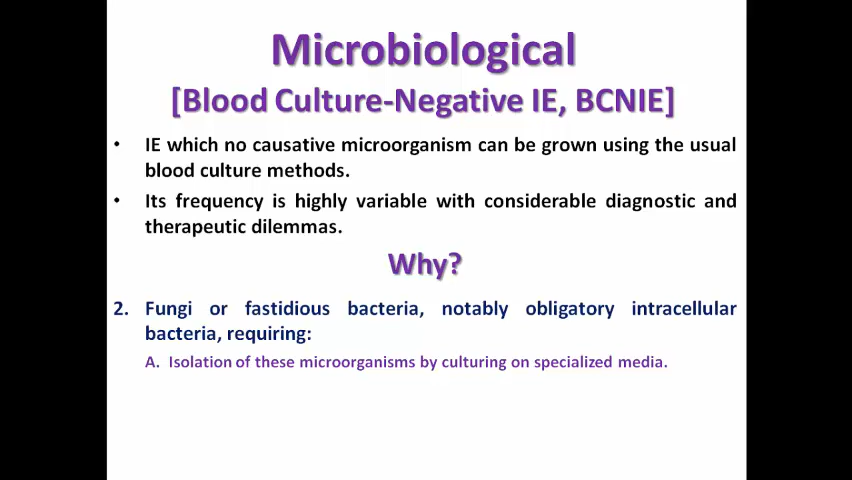 Microbiological
[Blood Culture-Negative IE, BCNIE]
• IE which no causative microorganism can be grown using the usual
blood culture methods.
• Its frequency is highly variable with considerable diagnostic and
therapeutic dilemmas.
Why?
2. Fungi or fastidious bacteria, notably obligatory intracellular
bacteria, requiring:
A. Isolation of these microorganisms by culturing on specialized media.